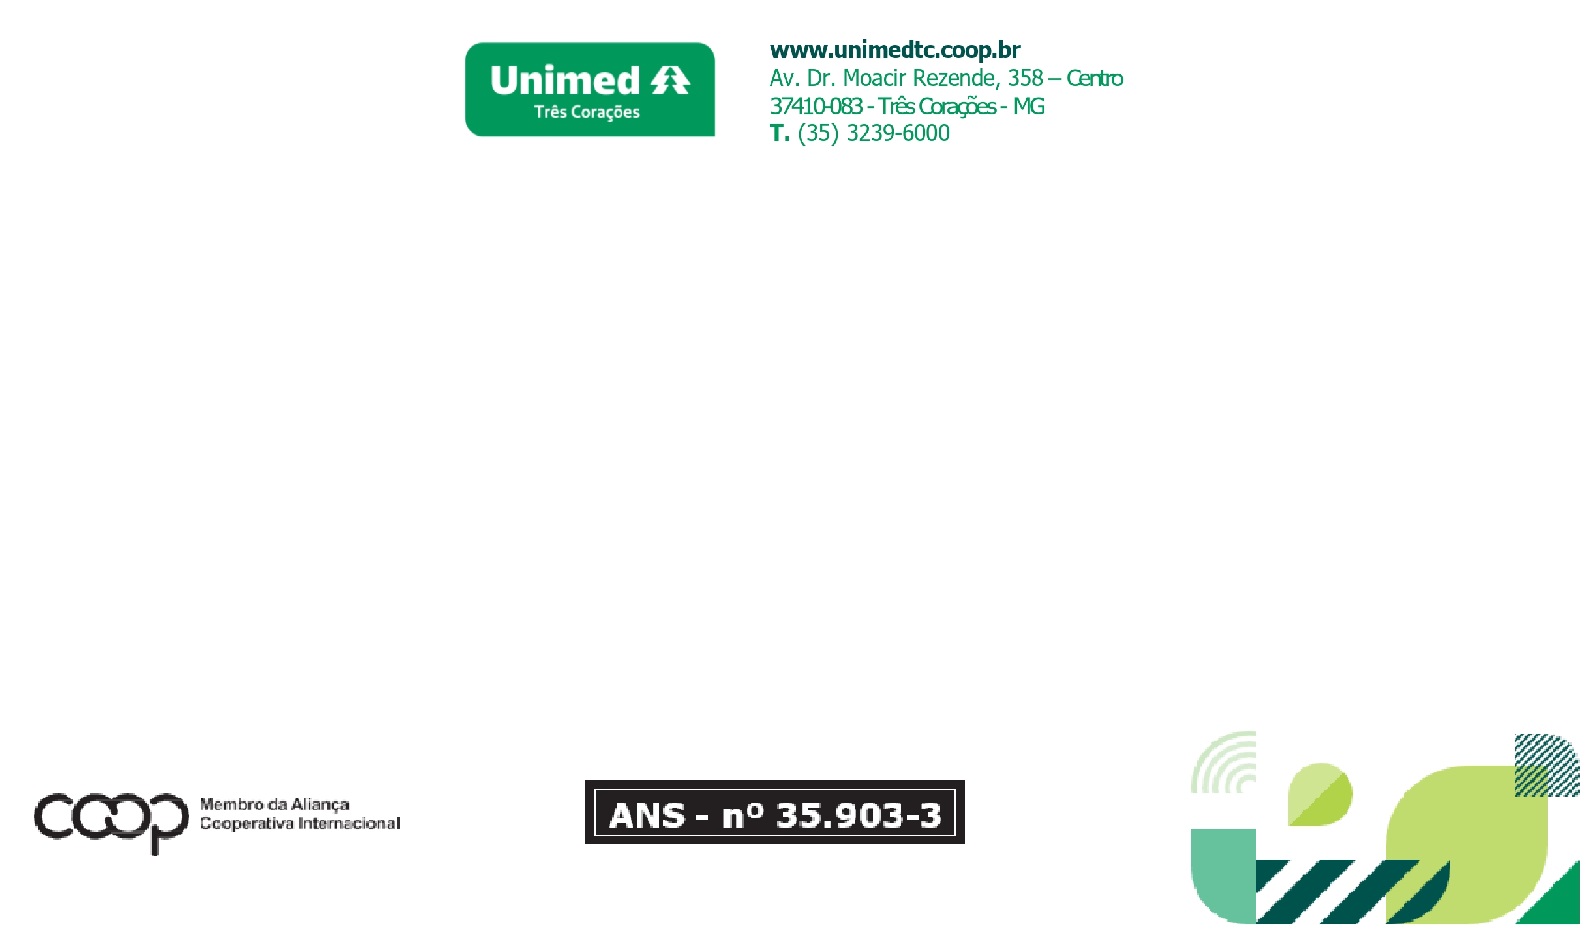 Unimed
Três Corações
www.unimedtc.coop.br
Av. Dr. Moacir Rezende, 358 – Centro
37410-083 - Três Corações - MG
T. (35) 3239-6000
coop
Membro da Aliança
Cooperativa Internacional
ANS - nº 35.903-3